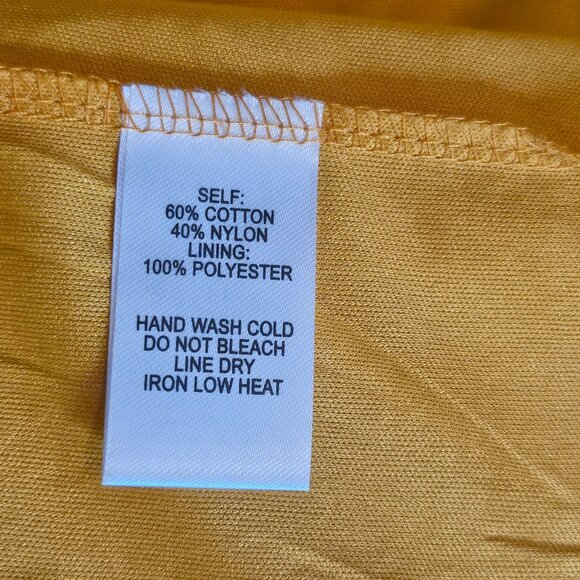 SELF:
60% COTTON
40% NYLON
LINING:
100% POLYESTER
HAND WASH COLD
DO NOT BLEACH
LINE DRY
IRON LOW HEAT